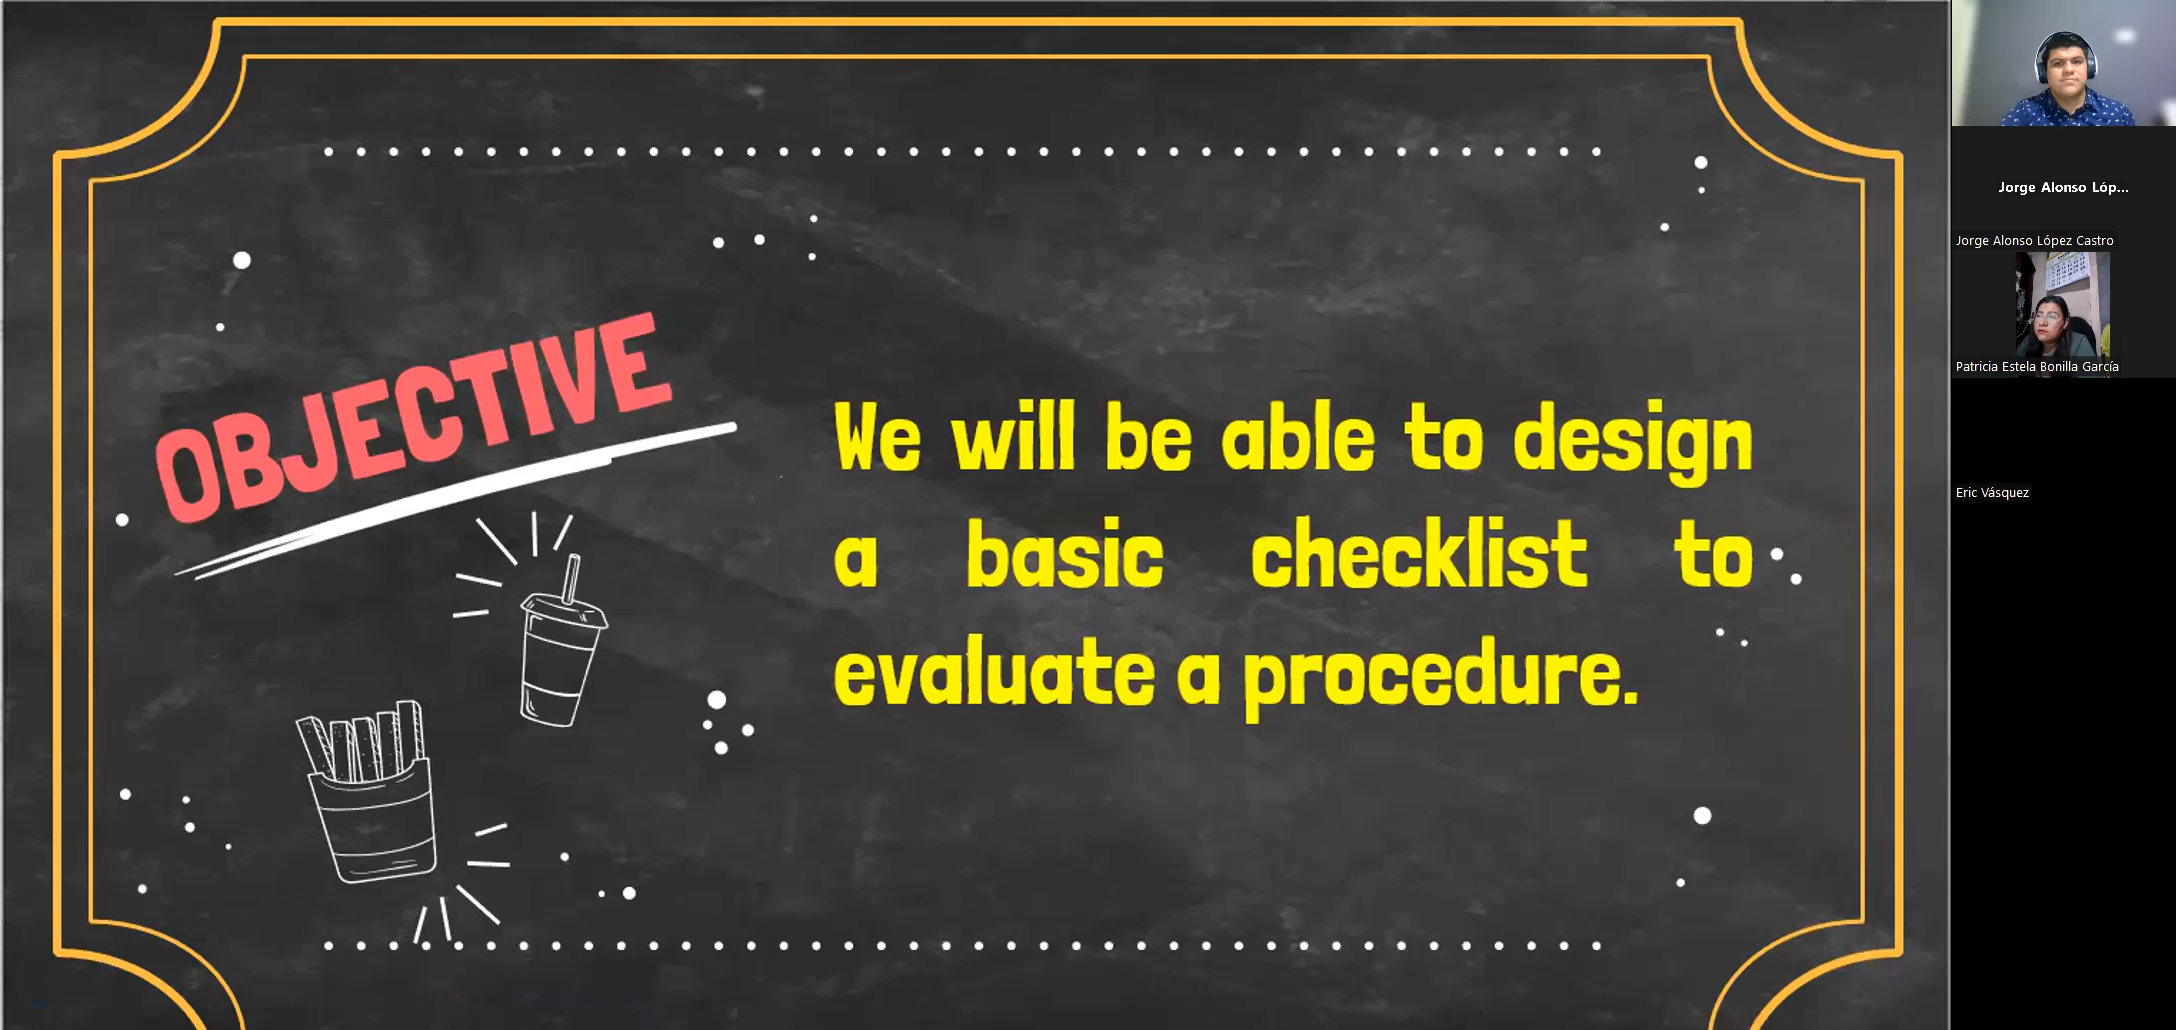 OBJECTIVE
We will be able to design
a basic checklist to
evaluate a procedure.
Jorge Alonso Lóp...
Jorge Alonso López Castro
Patricia Estela Bonilla García
Eric Vásquez